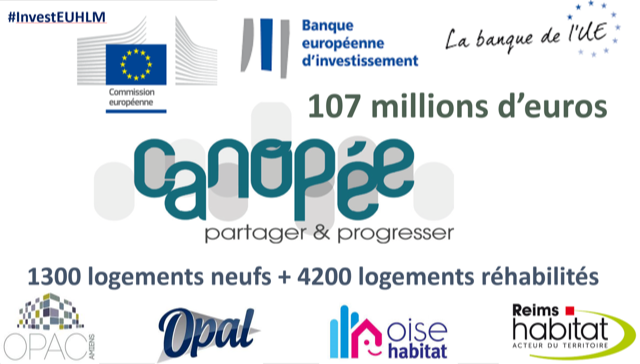 #InvestEUHLM
Commission
européenne
Banque
européenne
d'investissement
La banque de l'UE
107 millions d'euros
canopée
partager & progresser
1300 logements neufs + 4200 logements réhabilités
OPAC
AMIENS
Opal
oise
habitat
Reims
habitat
ACTEUR DU TERRITOIRE